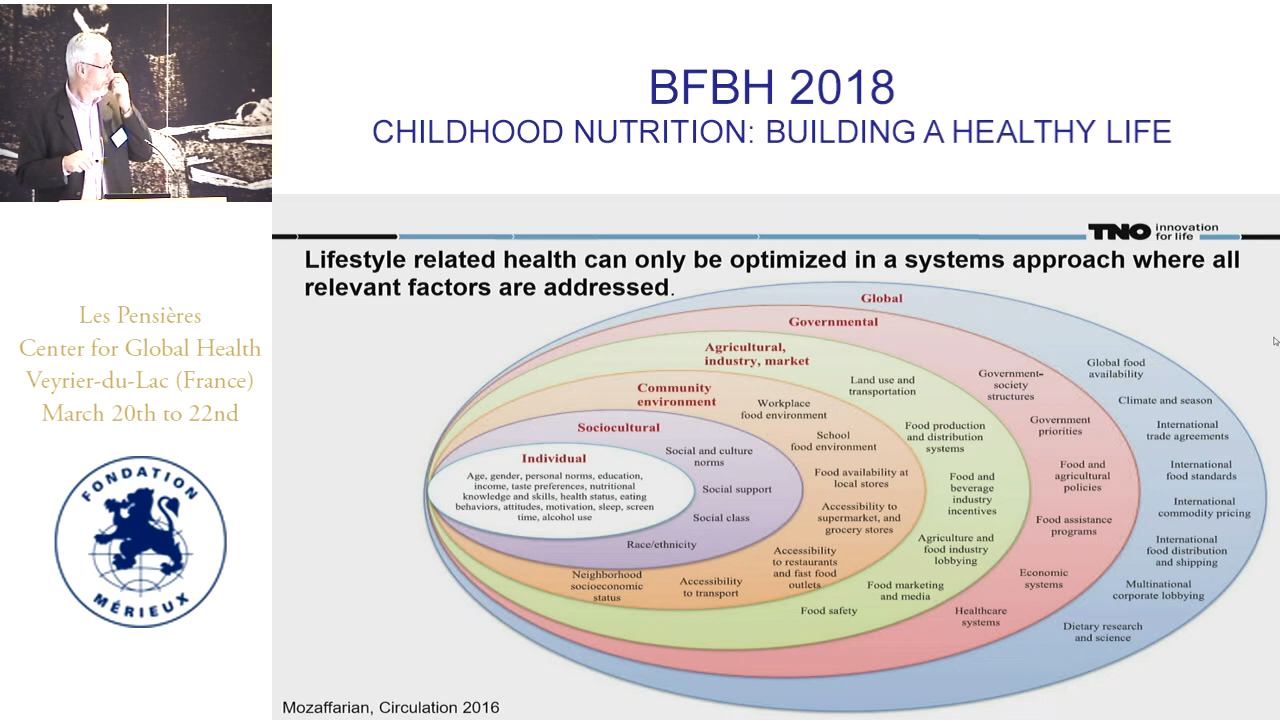 BFBH 2018
CHILDHOOD NUTRITION: BUILDING A HEALTHY LIFE
TNO innovation
for life
Lifestyle related health can only be optimized in a systems approach where all
relevant factors are addressed.
Les Pensières
Center for Global Health
Veyrier-du-Lac (France)
March 20th to 22nd
FONDATION
MÉRIEUX
Global
Global food
availability
Climate and season
International
trade agreements
International
food standards
International
commodity pricing
International
food distribution
and shipping
Multinational
corporate lobbying
Dietary research
and science
Governmental
Government–
society
structures
Government
priorities
Food and
agricultural
policies
Food assistance
programs
Economic
systems
Healthcare
systems
Agricultural,
industry, market
Land use and
transportation
Food production
and distribution
systems
Food and
beverage
industry
incentives
Agriculture and
food industry
lobbying
Food marketing
and media
Food safety
Community
environment
Workplace
food environment
School
food environment
Food availability at
local stores
Accessibility to
supermarket, and
grocery stores
Accessibility
to restaurants
and fast food
outlets
Accessibility
to transport
Neighborhood
socioeconomic
status
Sociocultural
Social and culture
norms
Social support
Social class
Race/ethnicity
Individual
Age, gender, personal norms, education,
income, taste preferences, nutritional
knowledge and skills, health status, eating
behaviors, attitudes, motivation, sleep, screen
time, alcohol use
Mozaffarian, Circulation 2016